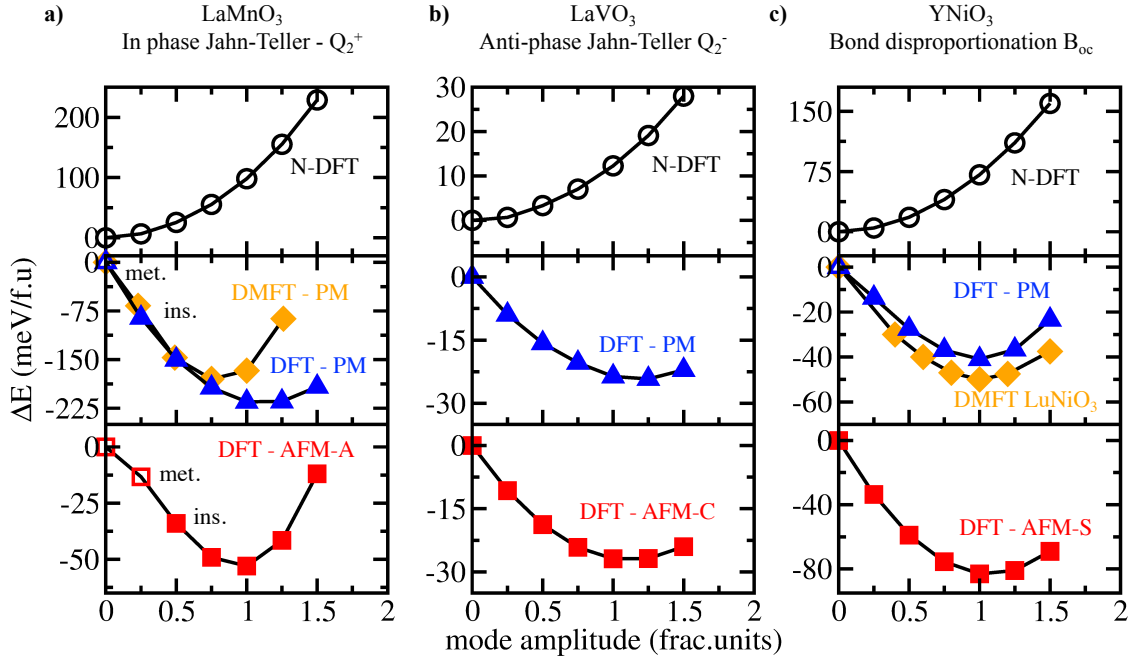 a)
LaMnO₃
In phase Jahn-Teller - Q₂⁺
b)
LaVO₃
Anti-phase Jahn-Teller Q₂⁻
c)
YNiO₃
Bond disproportionation B_oc
ΔE (meV/f.u)
200
100
0
N-DFT
30
20
10
0
N-DFT
150
75
0
N-DFT
0
-75
-150
-225
met.
ins.
DMFT - PM
DFT - PM
0
-15
-30
DFT - PM
0
-20
-40
-60
DFT - PM
DMFT LuNiO₃
0
-25
-50
DFT - AFM-A
met.
ins.
0
-15
-30
DFT - AFM-C
0
-40
-80
DFT - AFM-S
0 0.5 1 1.5 2
0 0.5 1 1.5 2
0 0.5 1 1.5 2
mode amplitude (frac.units)